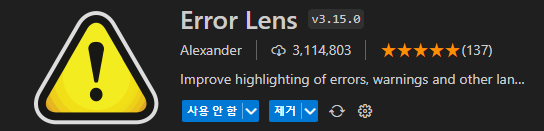 Error Lens v3.15.0
Alexander 3,114,803 (137)
Improve highlighting of errors, warnings and other lan...
사용 안 함 제거